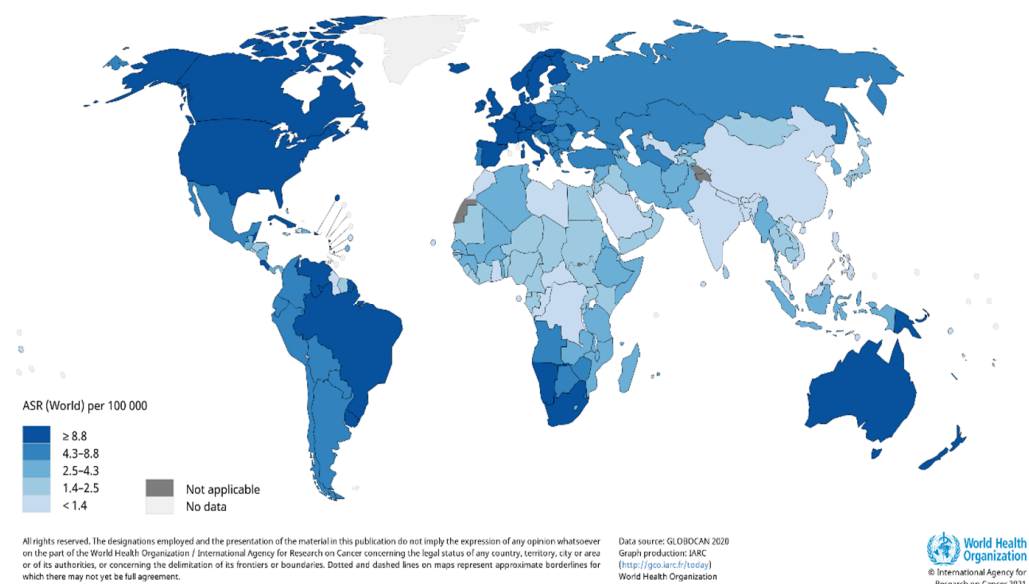 ASR (World) per 100 000
≥ 8.8
4.3–8.8
2.5–4.3
1.4–2.5
< 1.4
Not applicable
No data
All rights reserved. The designations employed and the presentation of the material in this publication do not imply the expression of any opinion whatsoever
on the part of the World Health Organization / International Agency for Research on Cancer concerning the legal status of any country, territory, city or area
or of its authorities, or concerning the delimitation of its frontiers or boundaries. Dotted and dashed lines on maps represent approximate borderlines for
which there may not yet be full agreement.
Data source: GLOBOCAN 2020
Graph production: IARC
(http://gco.iarc.fr/today)
World Health Organization
World Health
Organization
© International Agency for
Research on Cancer 2021